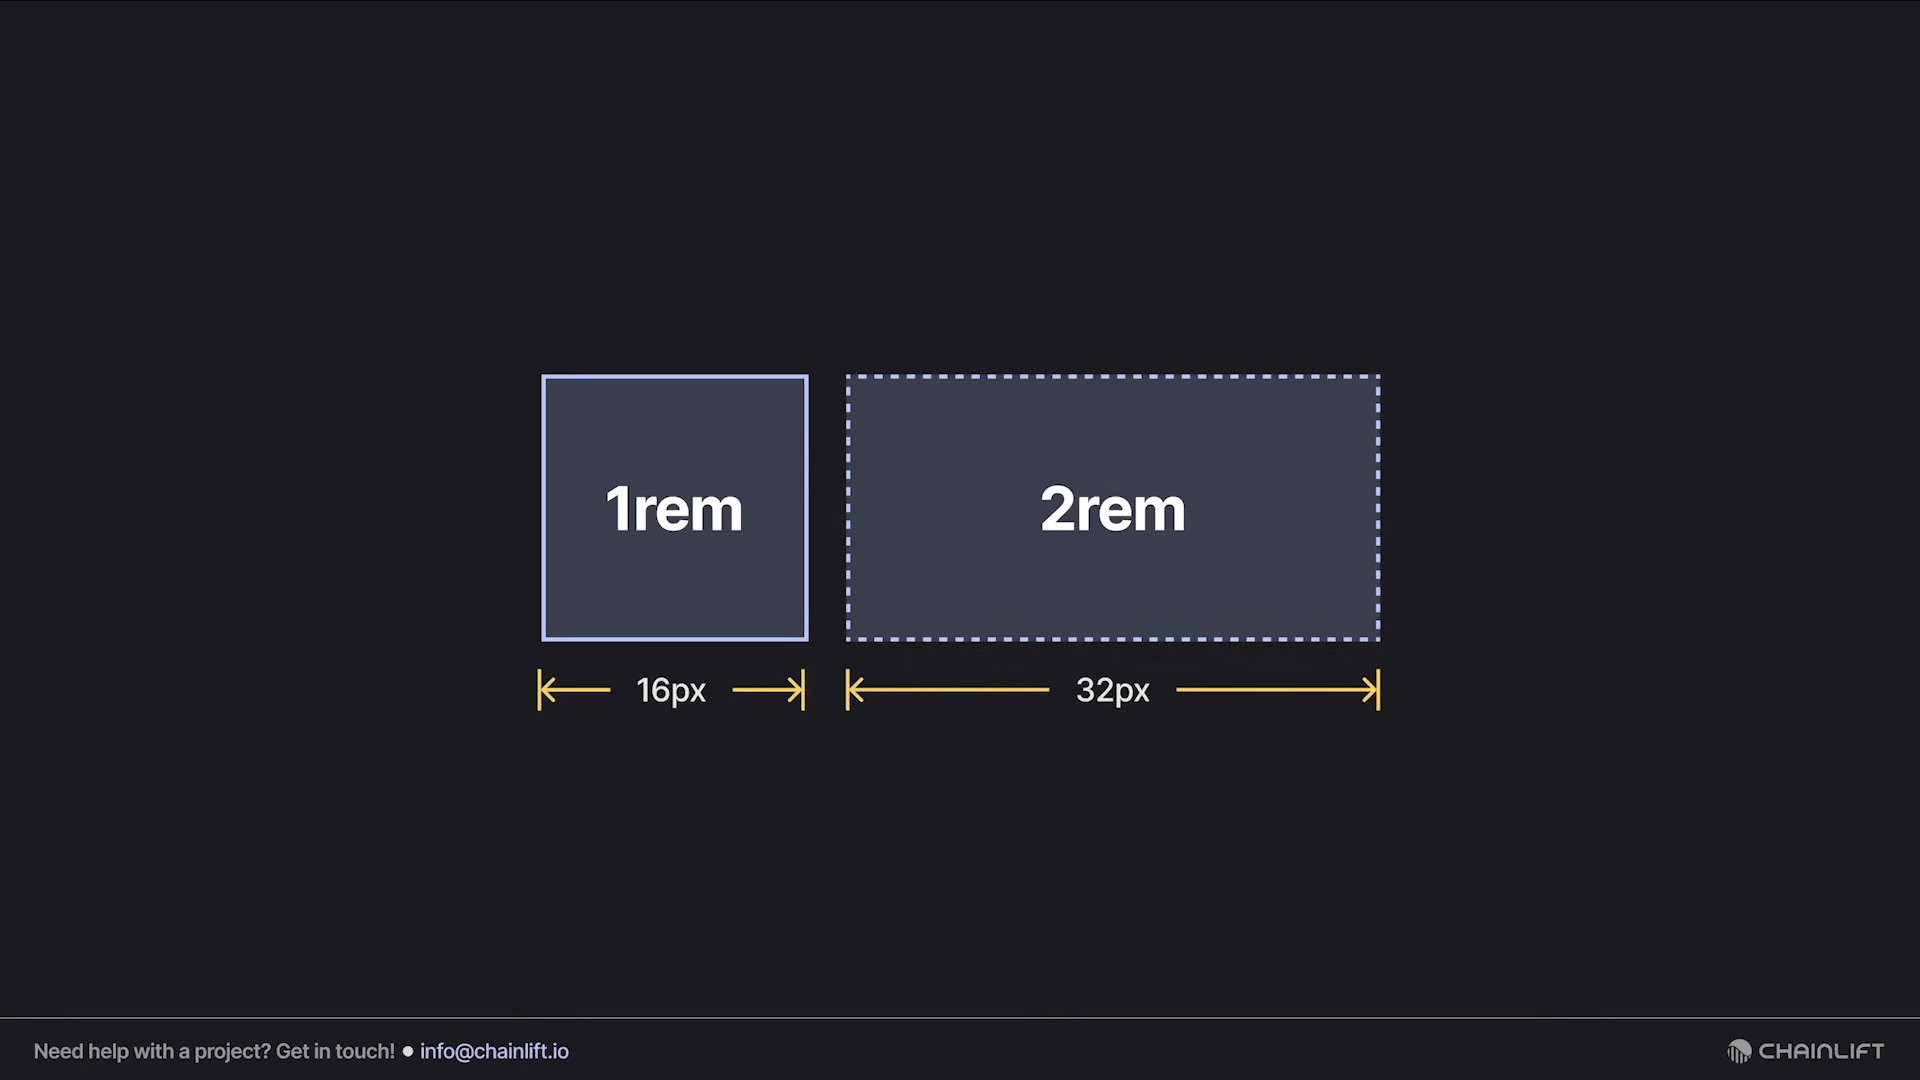 1rem
2rem
16px
32px
Need help with a project? Get in touch! ● info@chainlift.io
CHAINLIFT